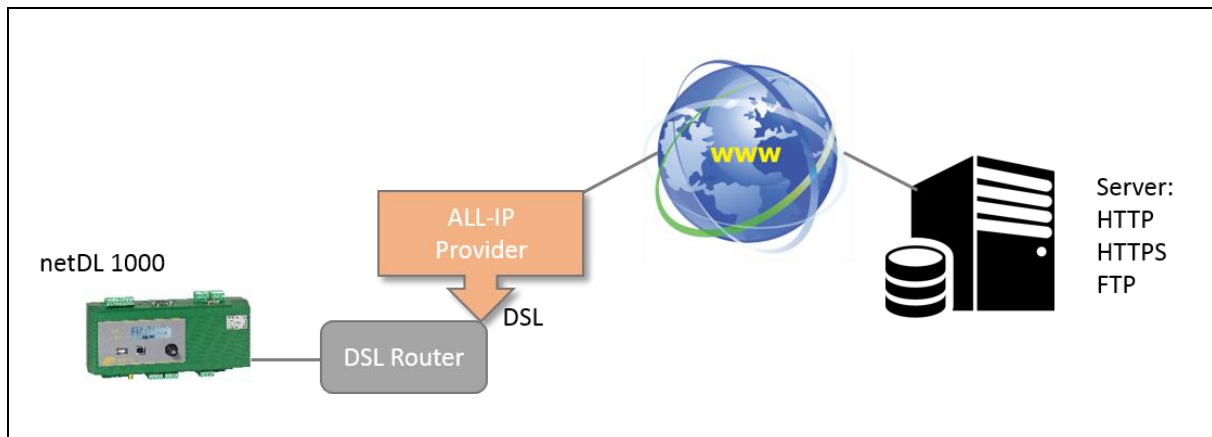 www
ALL-IP
Provider
Server:
HTTP
HTTPS
FTP
netDL 1000
DSL
DSL Router